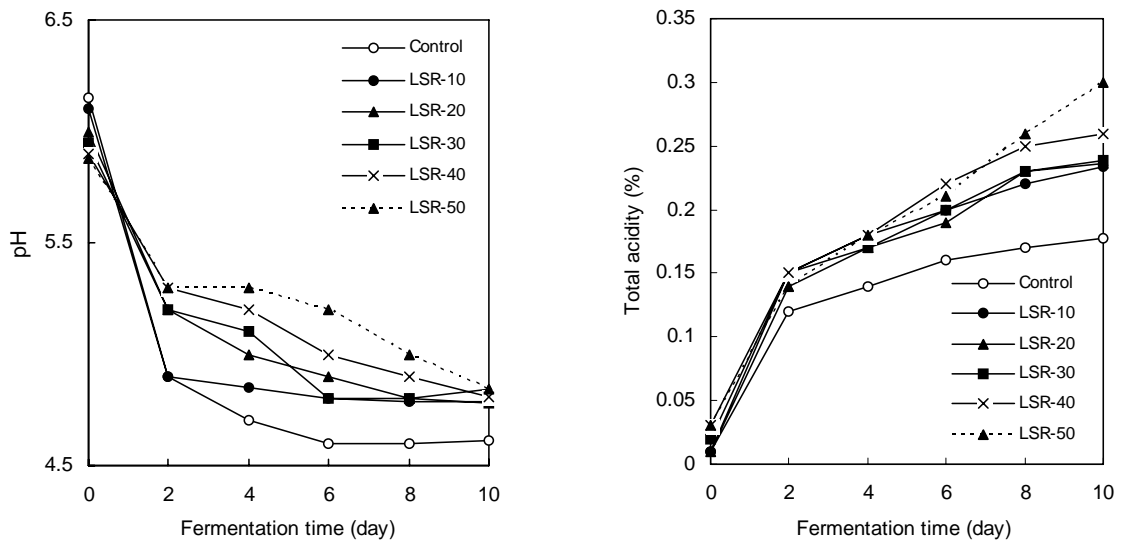 6.5
5.5
4.5
pH
0
2
4
6
8
10
Fermentation time (day)
Control
LSR-10
LSR-20
LSR-30
LSR-40
LSR-50
0.35
0.3
0.25
0.2
0.15
0.1
0.05
0
Total acidity (%)
0
2
4
6
8
10
Fermentation time (day)
Control
LSR-10
LSR-20
LSR-30
LSR-40
LSR-50